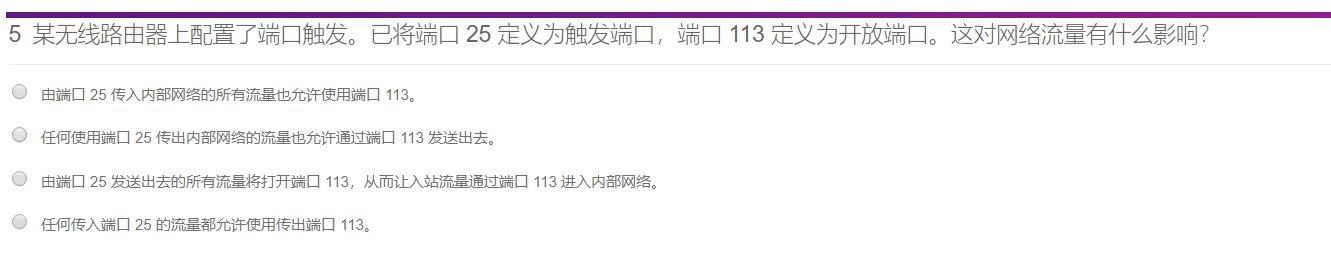 5 某无线路由器上配置了端口触发。已将端口 25 定义为触发端口，端口 113 定义为开放端口。这对网络流量有什么影响？
由端口 25 传入内部网络的所有流量也允许使用端口 113。
任何使用端口 25 传出内部网络的流量也允许通过端口 113 发送出去。
由端口 25 发送出去的所有流量将打开端口 113，从而让入站流量通过端口 113 进入内部网络。
任何传入端口 25 的流量都允许使用传出端口 113。